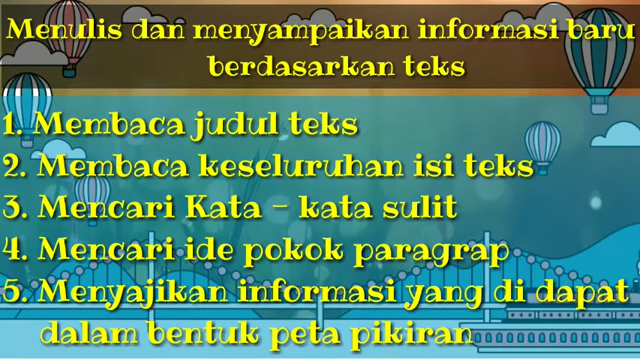 Menulis dan menyampaikan informasi baru
berdasarkan teks
1. Membaca judul teks
2. Membaca keseluruhan isi teks
3. Mencari Kata - kata sulit
4. Mencari ide pokok paragrap
5. Menyajikan informasi yang di dapat
dalam bentuk peta pikiran